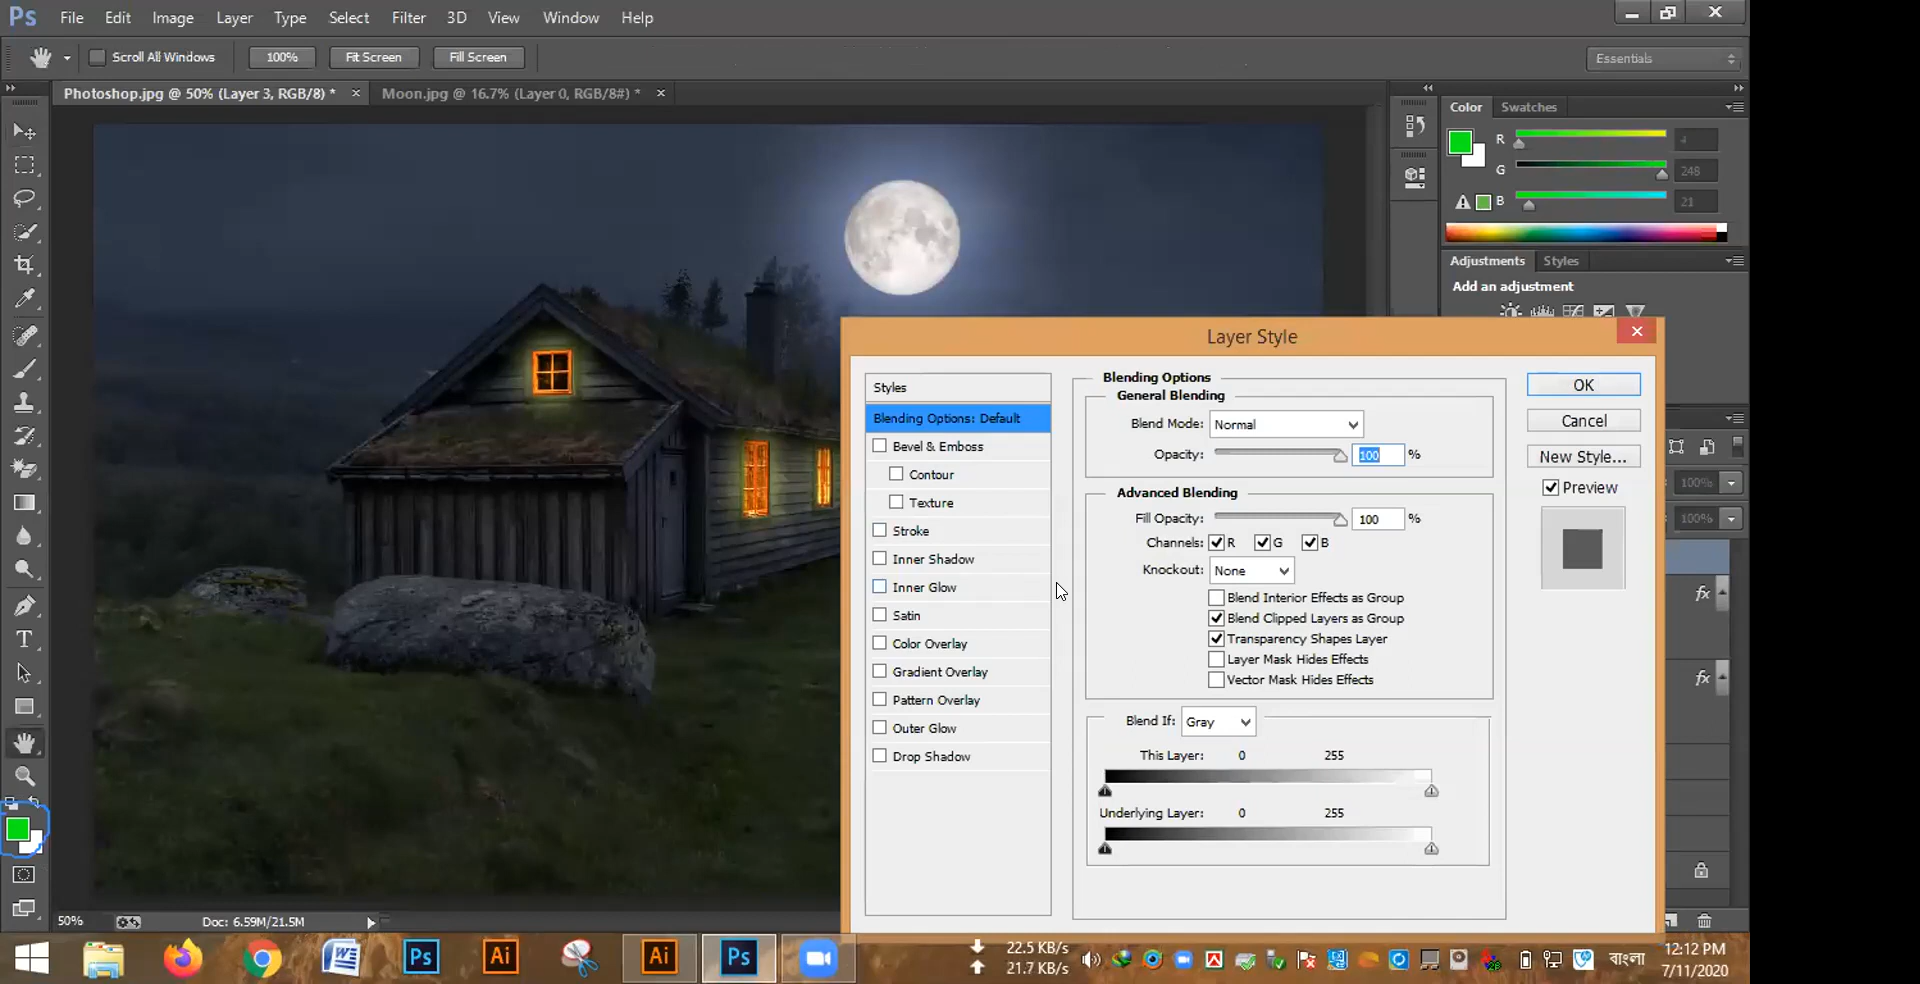 Ps File Edit Image Layer Type Select Filter 3D View Window Help
Scroll All Windows 100% Fit Screen Fill Screen Essentials
Photoshop.jpg @ 50% (Layer 3, RGB/8) * × Moon.jpg @ 16.7% (Layer 0, RGB/8#) * ×
Color Swatches
R 4
G 248
B 21
Adjustments Styles
Add an adjustment
Layer Style
Styles
Blending Options: Default
Bevel & Emboss
Contour
Texture
Stroke
Inner Shadow
Inner Glow
Satin
Color Overlay
Gradient Overlay
Pattern Overlay
Outer Glow
Drop Shadow
Blending Options
General Blending
Blend Mode: Normal
Opacity: 100 %
Advanced Blending
Fill Opacity: 100 %
Channels: R G B
Knockout: None
Blend Interior Effects as Group
Blend Clipped Layers as Group
Transparency Shapes Layer
Layer Mask Hides Effects
Vector Mask Hides Effects
Blend If: Gray
This Layer: 0 255
Underlying Layer: 0 255
OK
Cancel
New Style...
Preview
100%
100%
fx
fx
T
50% Doc: 6.59M/21.5M
W Ps Ai Ai Ps
22.5 KB/s
21.7 KB/s
বাংলা
12:12 PM
7/11/2020